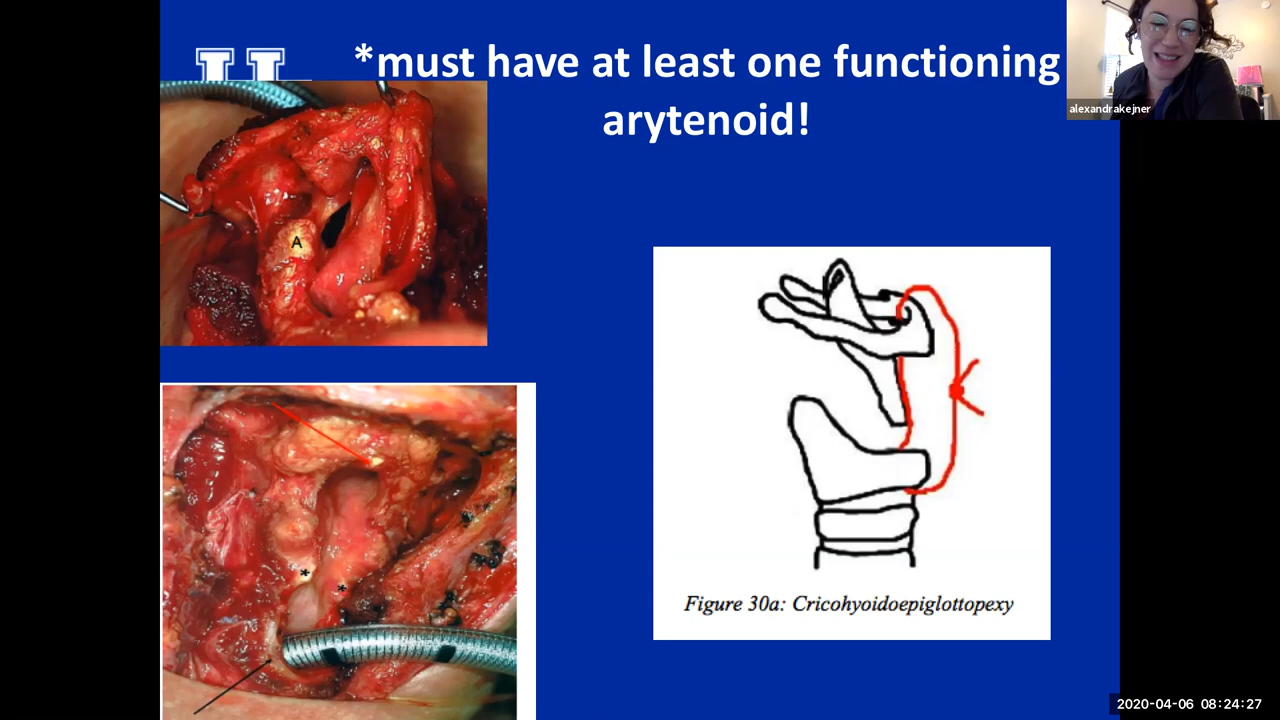 *must have at least one functioning
arytenoid!
alexandrakejner
A
* *
Figure 30a: Cricohyoidoepiglottopexy
2020-04-06 08:24:27